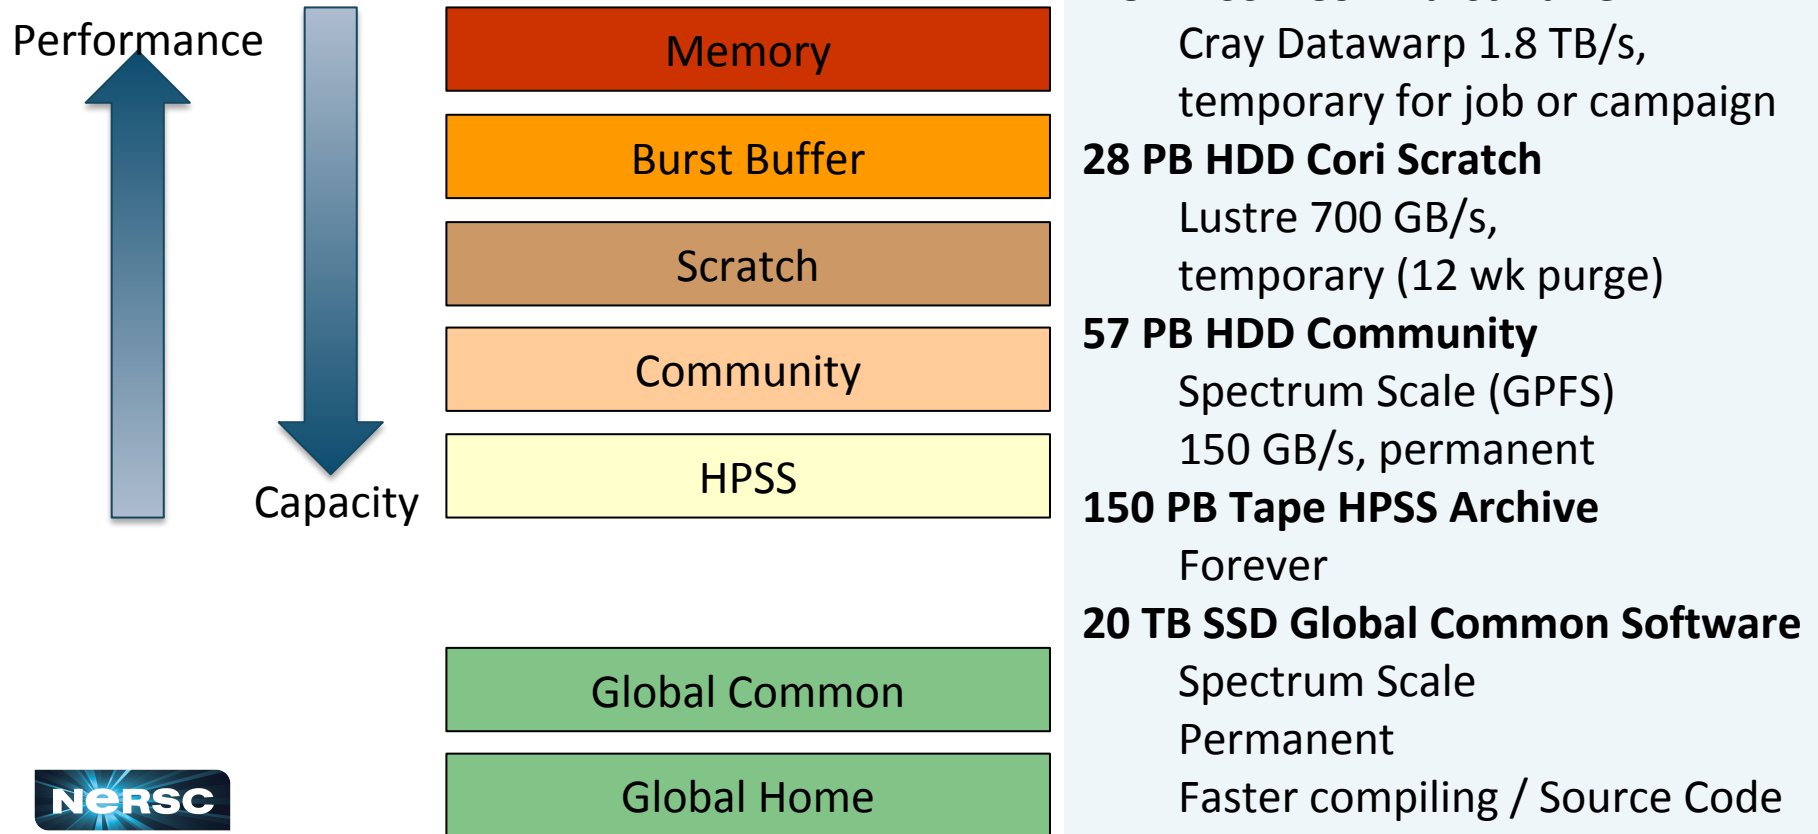 Performance
Capacity
Memory
Burst Buffer
Scratch
Community
HPSS
Global Common
Global Home
NERSC
Cray Datawarp 1.8 TB/s,
temporary for job or campaign
28 PB HDD Cori Scratch
Lustre 700 GB/s,
temporary (12 wk purge)
57 PB HDD Community
Spectrum Scale (GPFS)
150 GB/s, permanent
150 PB Tape HPSS Archive
Forever
20 TB SSD Global Common Software
Spectrum Scale
Permanent
Faster compiling / Source Code